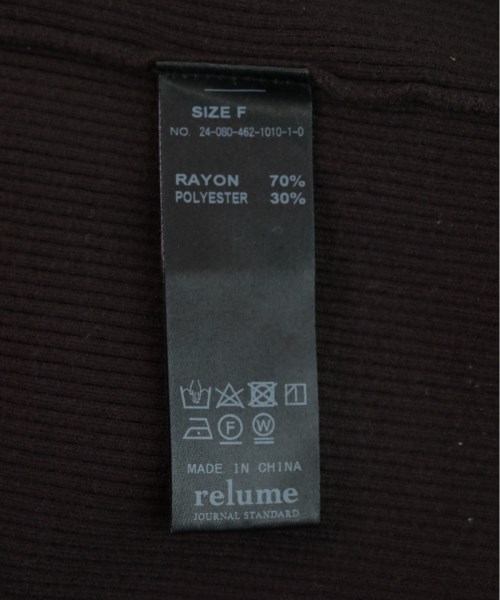 SIZE F
NO. 24-080-462-1010-1-0
RAYON 70%
POLYESTER 30%
F W
MADE IN CHINA
relume
JOURNAL STANDARD